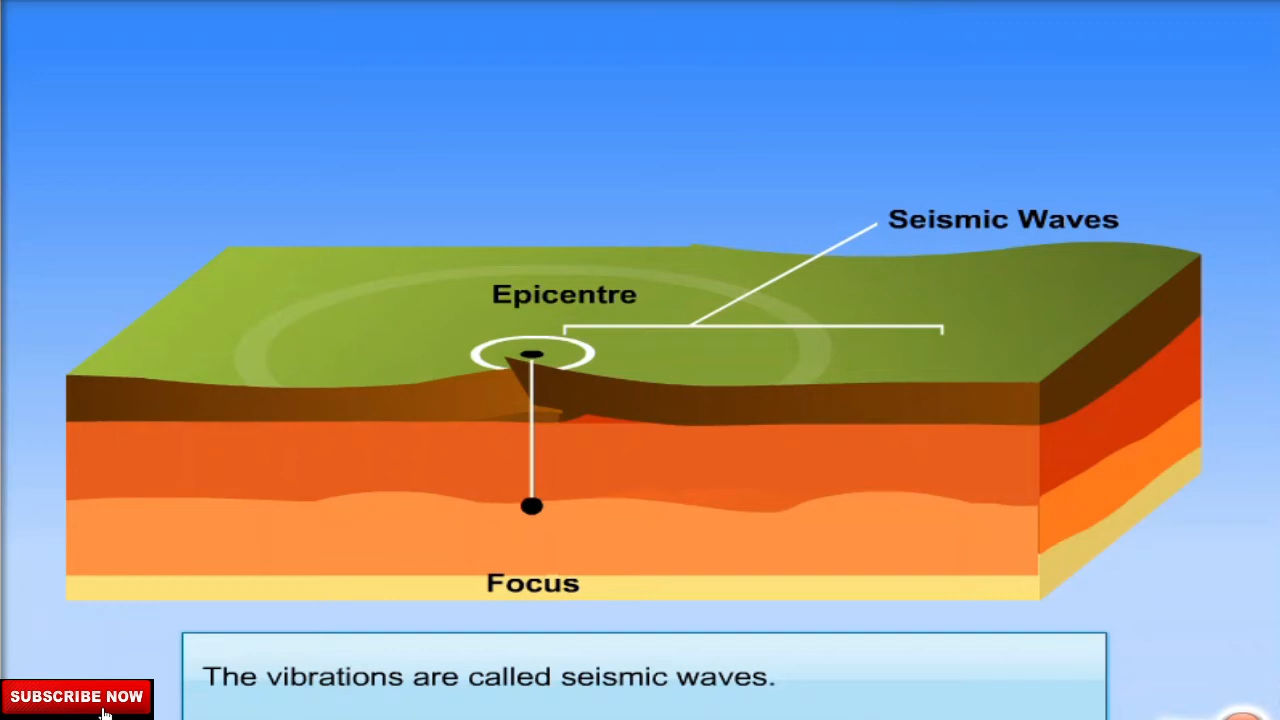 Seismic Waves
Epicentre
Focus
The vibrations are called seismic waves.
SUBSCRIBE NOW